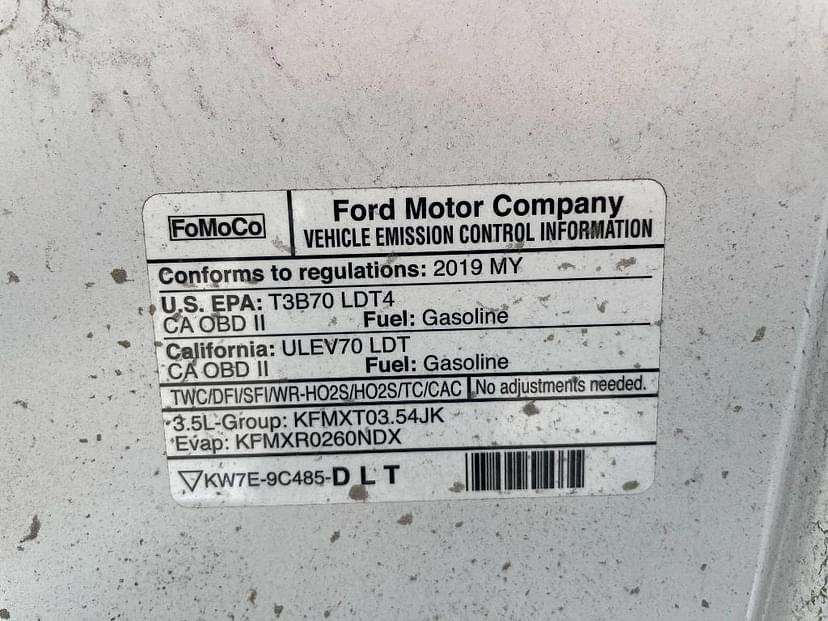 FoMoCo
Ford Motor Company
VEHICLE EMISSION CONTROL INFORMATION
Conforms to regulations: 2019 MY
U.S. EPA: T3B70 LDT4
CA OBD II Fuel: Gasoline
California: ULEV70 LDT
CA OBD II Fuel: Gasoline
TWC/DFI/SFI/WR-HO2S/HO2S/TC/CAC No adjustments needed.
3.5L-Group: KFMXT03.54JK
Evap: KFMXR0260NDX
KW7E-9C485-DLT